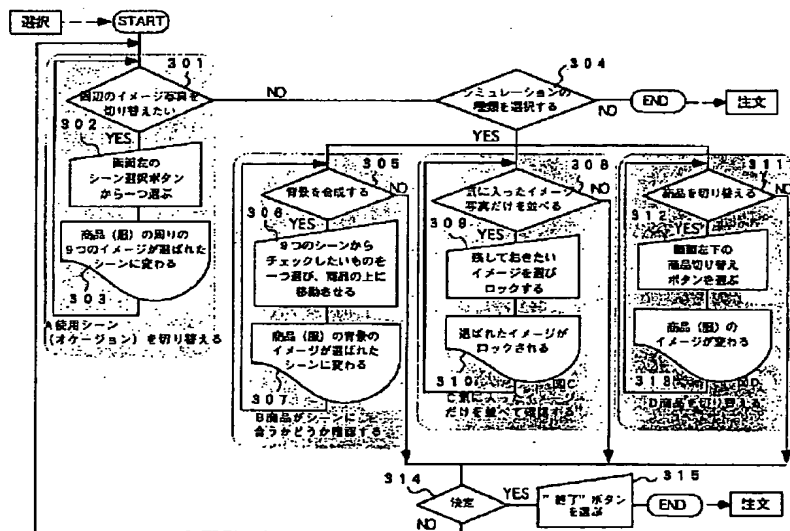 選択
START
301
周辺のイメージ写真を
切り替えたい
NO
YES
302
画面左の
シーン選択ボタン
から一つ選ぶ
商品(服)の周りの
9つのイメージが選ばれた
シーンに変わる
303
A使用シーン
(オケージョン)を切り替える
304
シミュレーションの
種類を選択する
NO
END
注文
YES
305
背景を合成する
NO
306
YES
9つのシーンから
チェックしたいものを
一つ選び、商品の上に
移動させる
商品(服)の背景の
イメージが選ばれた
シーンに変わる
307
B商品がシーンに
合うかどうか確認する
308
気に入ったイメージ
写真だけを並べる
NO
309
YES
残しておきたい
イメージを選び
ロックする
選ばれたイメージが
ロックされる
310
図C
C気に入ったイメージ
だけを並べて確認する
311
商品を切り替える
NO
312
YES
画面左下の
商品切り替え
ボタンを選ぶ
商品(服)の
イメージが変わる
313
図D
D商品を切り替える
314
決定
YES
NO
315
"終了"ボタン
を選ぶ
END
注文